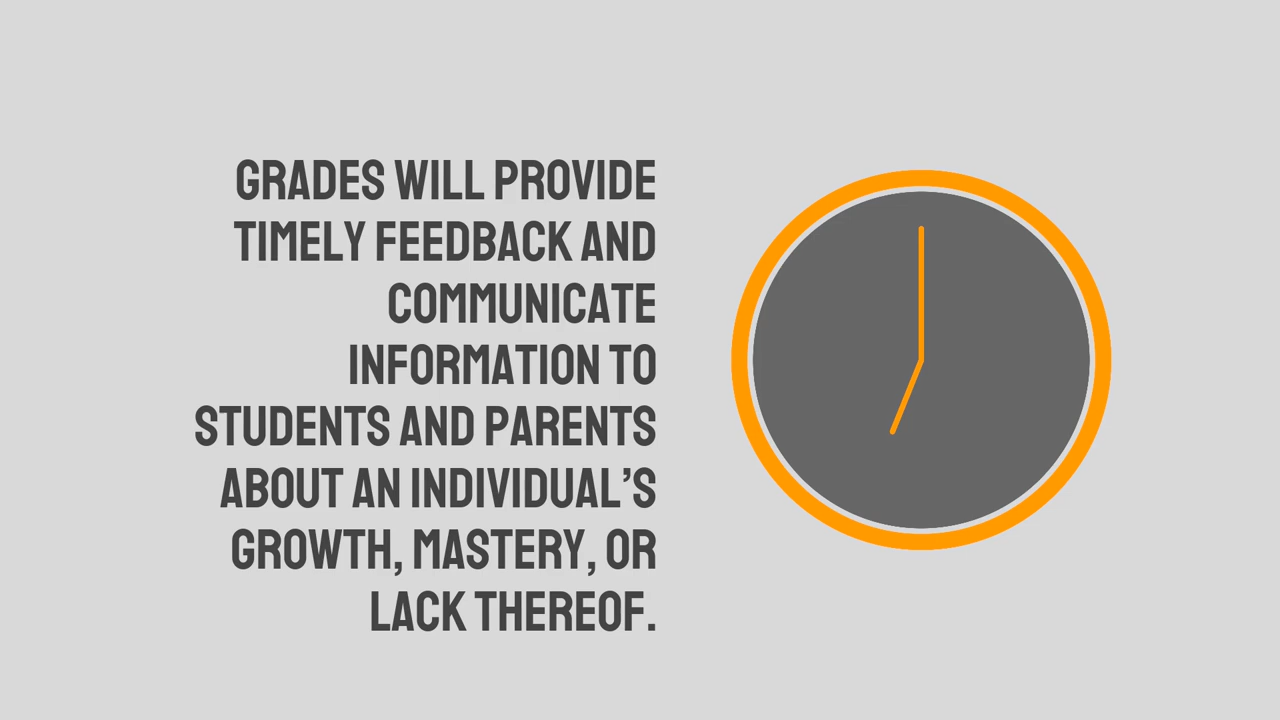 GRADES WILL PROVIDE
TIMELY FEEDBACK AND
COMMUNICATE
INFORMATION TO
STUDENTS AND PARENTS
ABOUT AN INDIVIDUAL’S
GROWTH, MASTERY, OR
LACK THEREOF.